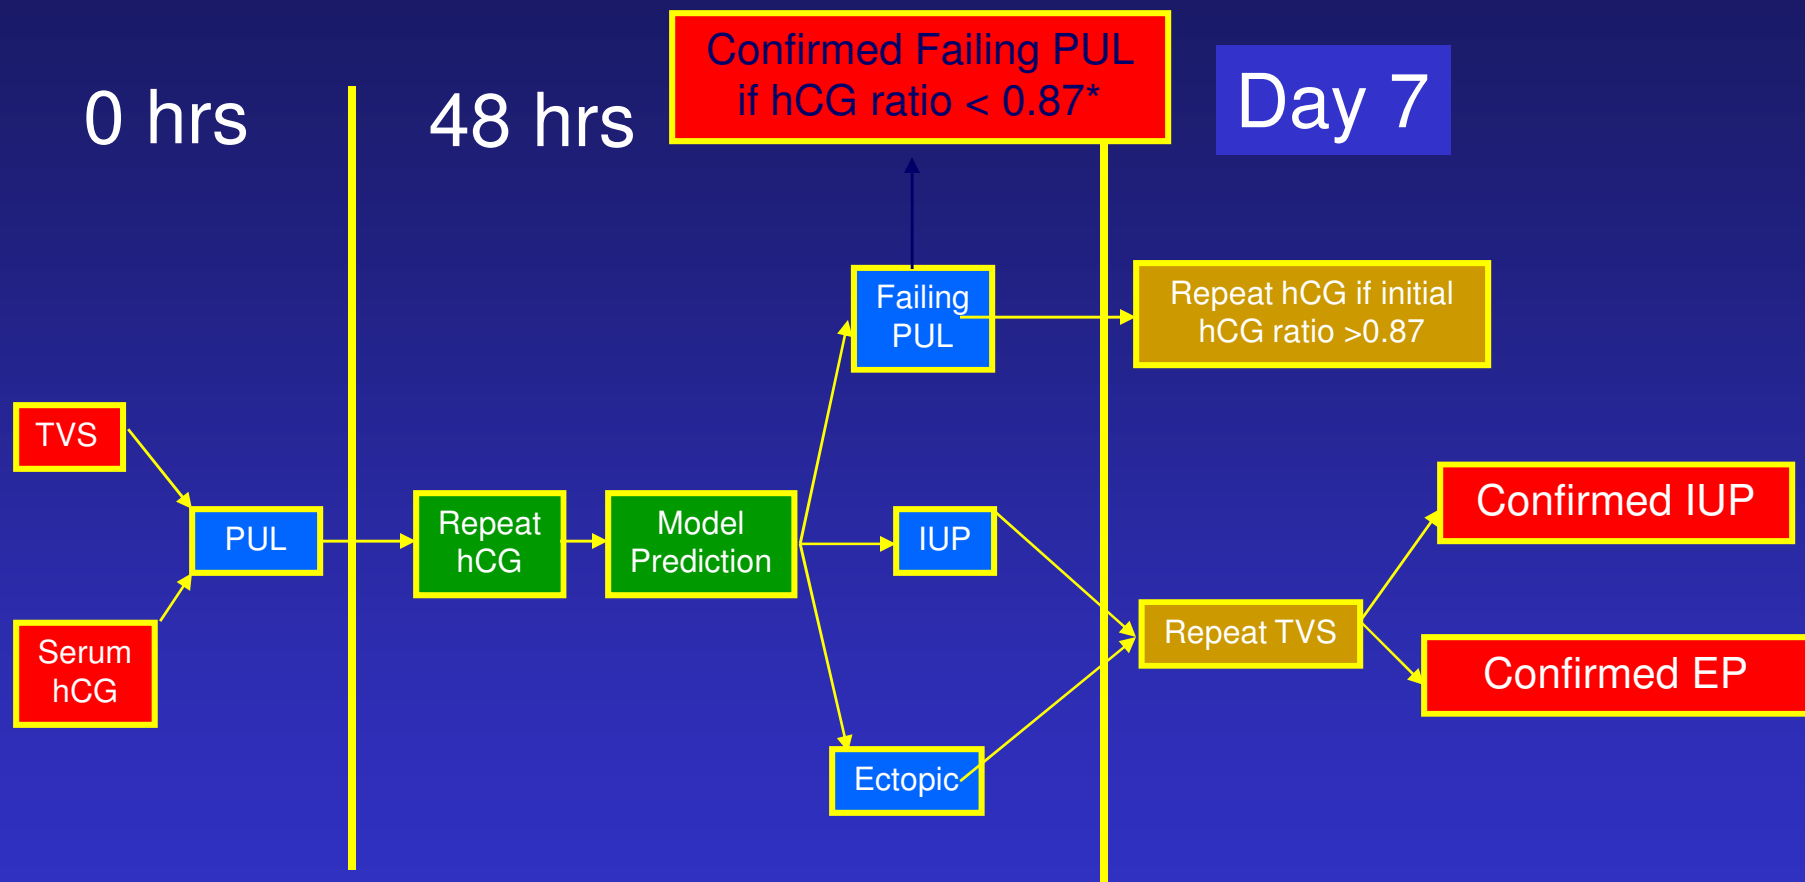 Confirmed Failing PUL
if hCG ratio < 0.87*
0 hrs
48 hrs
Day 7
Failing
PUL
Repeat hCG if initial
hCG ratio >0.87
TVS
PUL
Serum
hCG
Repeat
hCG
Model
Prediction
IUP
Ectopic
Repeat TVS
Confirmed IUP
Confirmed EP